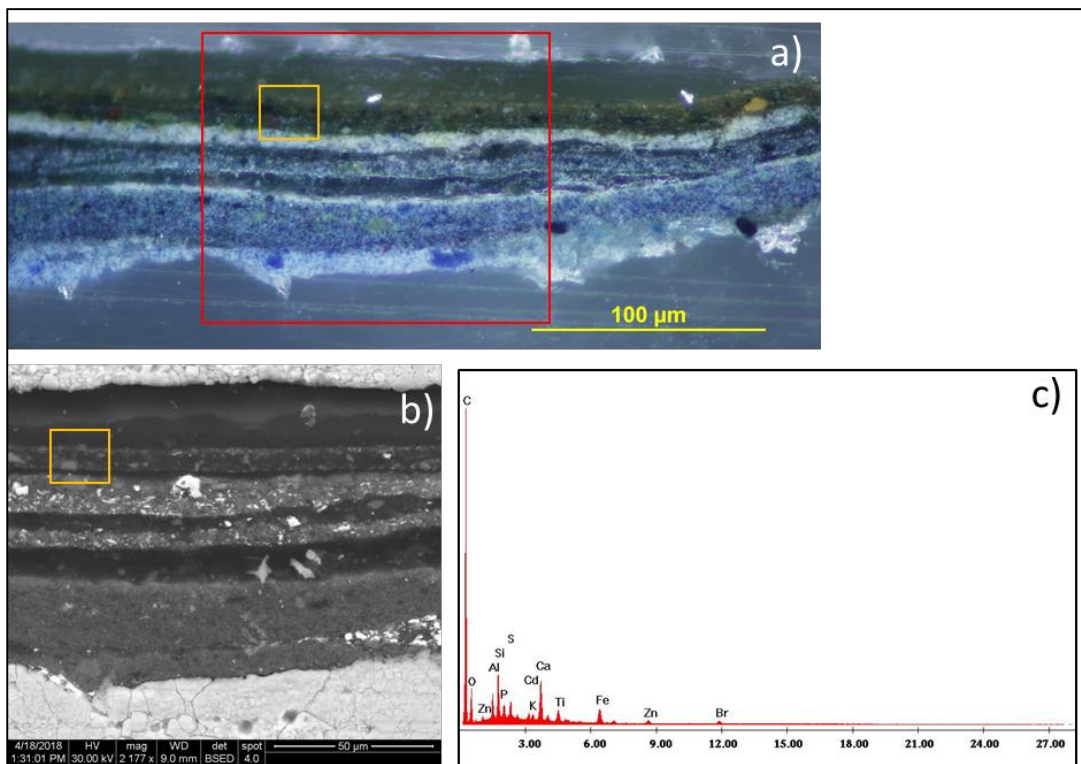 a)
100 µm
b)
4/18/2018 HV mag WD det spot
1:31:01 PM 30.00 kV 2 177 x 9.0 mm BSED 4.0 50 µm
c)
C
O
Zn
Al
Si
P
S
Cd
K
Ca
Ti
Fe
Zn
Br
3.00 6.00 9.00 12.00 15.00 18.00 21.00 24.00 27.00